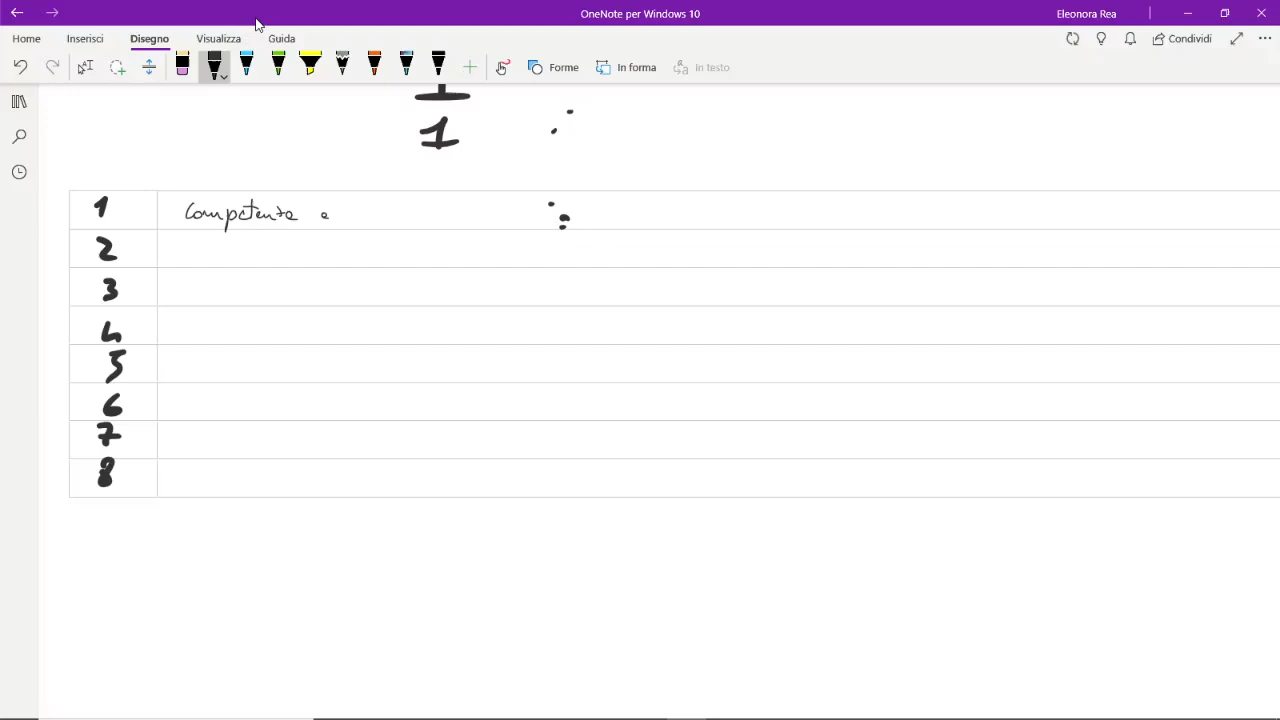 OneNote per Windows 10
Eleonora Rea
Home Inserisci Disegno Visualizza Guida
Condividi
Forme In forma In testo
1
1 Competenza e
2
3
4
5
6
7
8